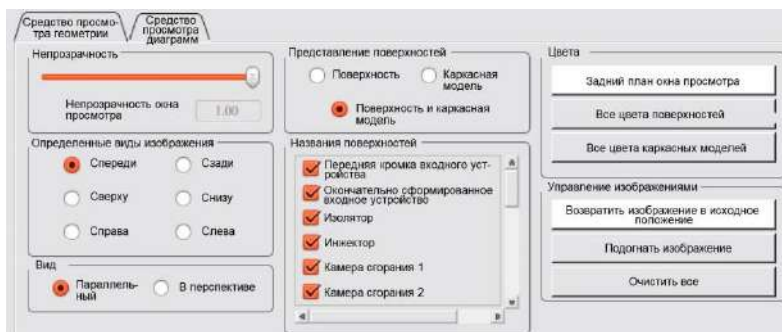 Средство просмо-
тра геометрии
Средство
просмотра
диаграмм
Непрозрачность
Непрозрачность окна
просмотра
1.00
Определенные виды изображения
Спереди
Сзади
Сверху
Снизу
Справа
Слева
Вид
Параллель-
ный
В перспективе
Представление поверхностей
Поверхность
Каркасная
модель
Поверхность и каркасная
модель
Названия поверхностей
Передняя кромка входного уст-
ройства
Окончательно сформированное
входное устройство
Изолятор
Инжектор
Камера сгорания 1
Камера сгорания 2
Цвета
Задний план окна просмотра
Все цвета поверхностей
Все цвета каркасных моделей
Управление изображениями
Возвратить изображение в исходное
положение
Подогнать изображение
Очистить все